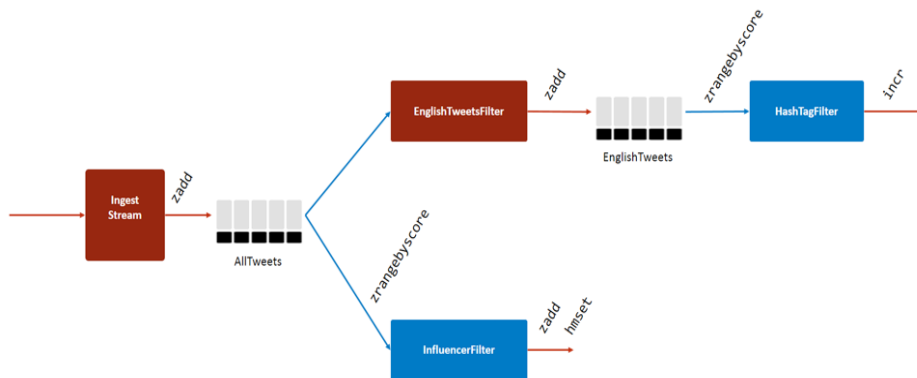 EnglishTweetsFilter
zadd
EnglishTweets
zrangebyscore
HashTagFilter
incr
Ingest
Stream
zadd
AllTweets
zrangebyscore
InfluencerFilter
zadd
hmset